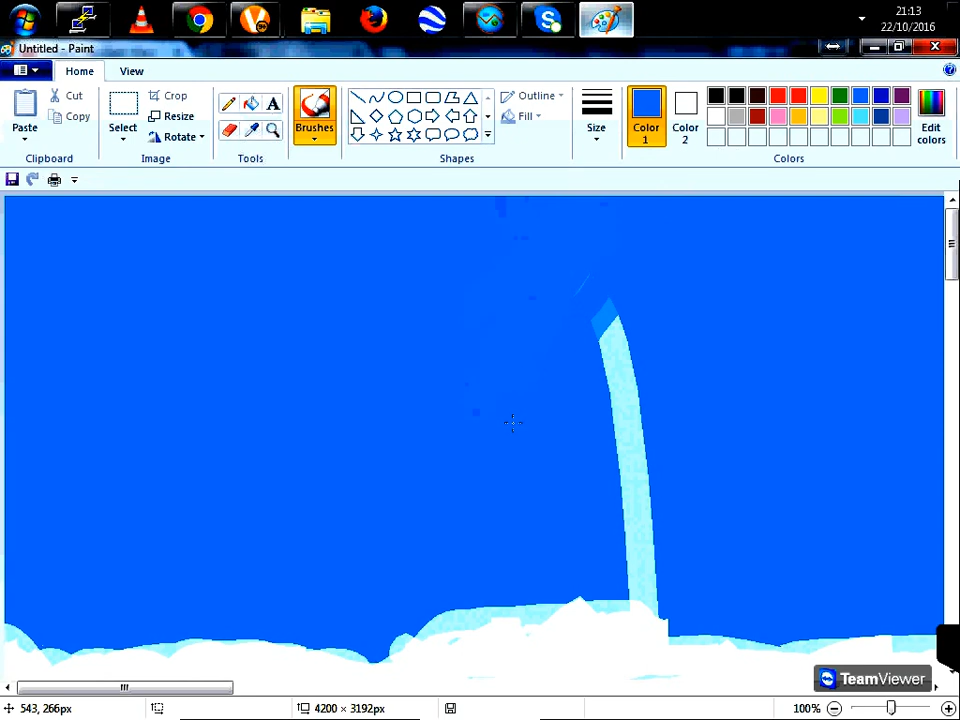 21:13
22/10/2016
Untitled - Paint
Home
View
Paste
Cut
Copy
Clipboard
Select
Crop
Resize
Rotate
Image
A
Tools
Brushes
Outline
Fill
Shapes
Size
Color
1
Color
2
Edit
colors
Colors
TeamViewer
543, 266px
4200 × 3192px
100%